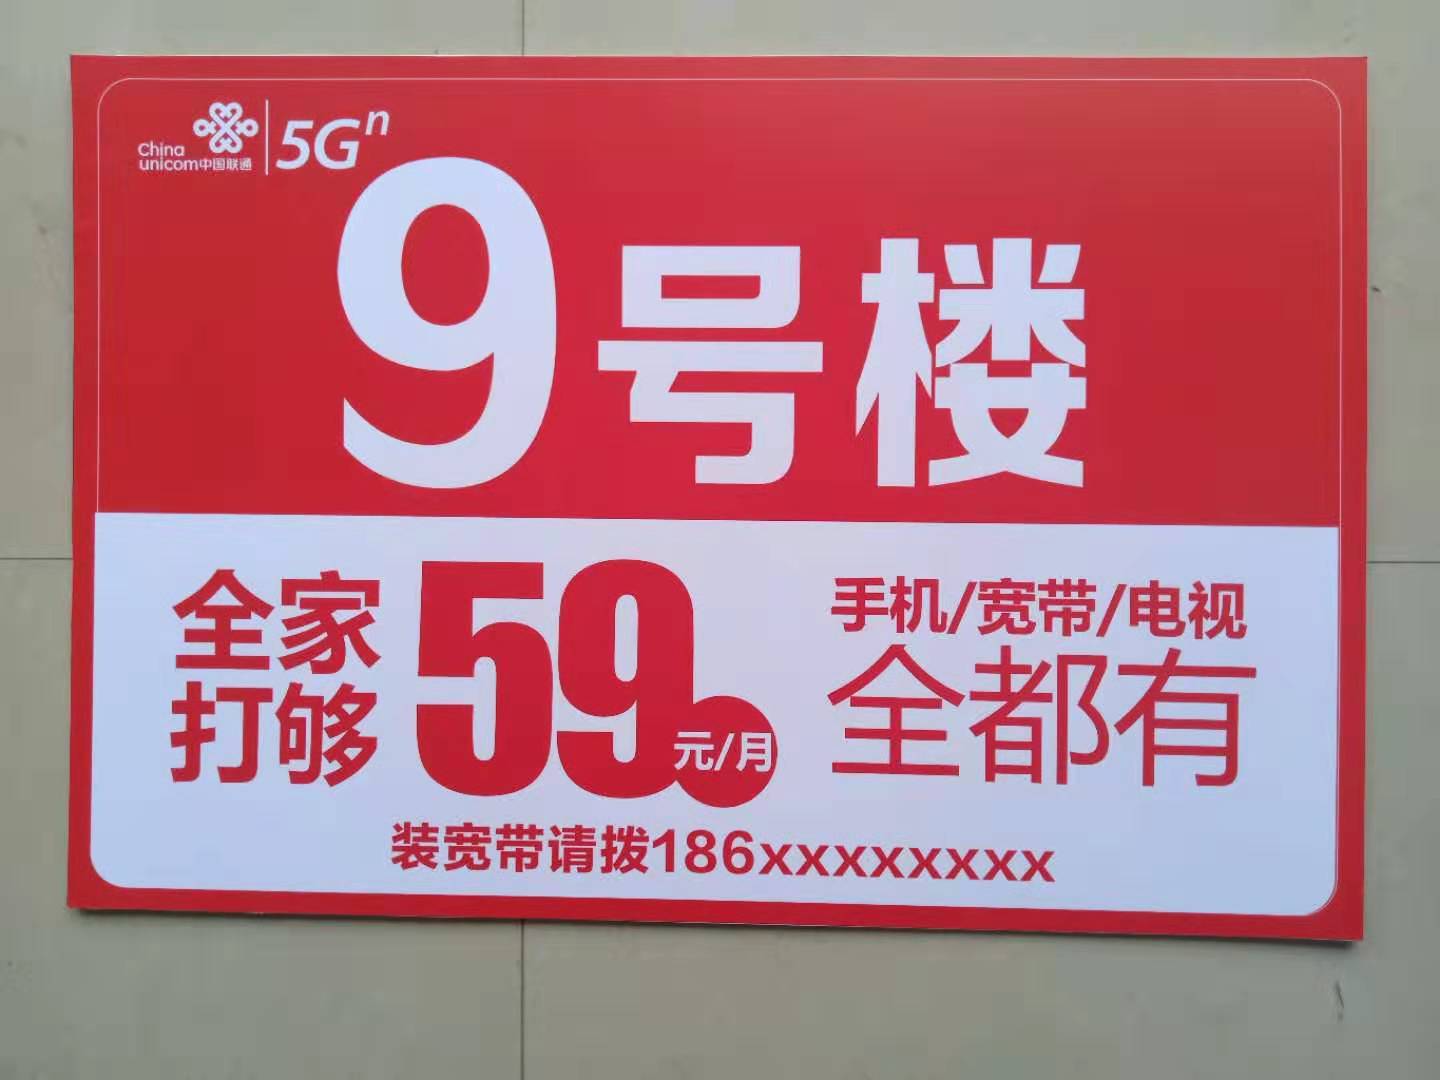 China
unicom中国联通
5Gⁿ
9号楼
全家
打够
59元/月
手机/宽带/电视
全都有
装宽带请拨186xxxxxxxx